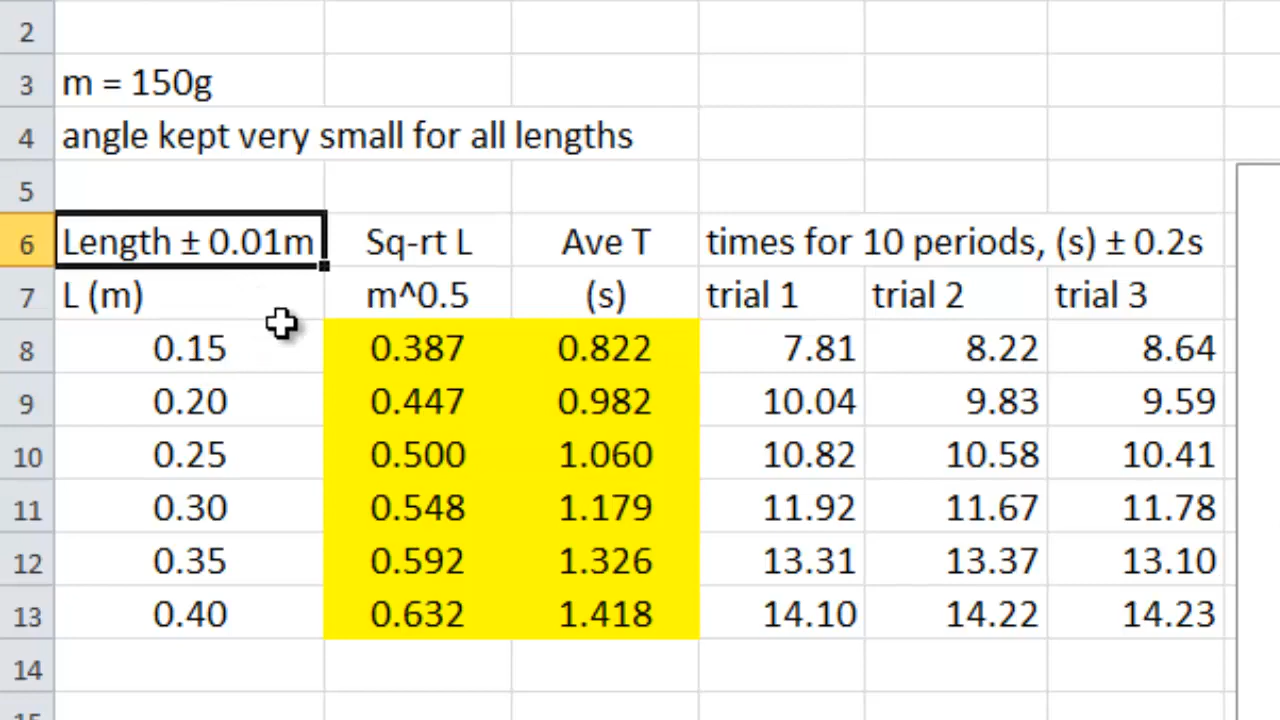 2
3 m = 150g
4 angle kept very small for all lengths
5
6 Length ± 0.01m Sq-rt L Ave T times for 10 periods, (s) ± 0.2s
7 L (m) m^0.5 (s) trial 1 trial 2 trial 3
8 0.15 0.387 0.822 7.81 8.22 8.64
9 0.20 0.447 0.982 10.04 9.83 9.59
10 0.25 0.500 1.060 10.82 10.58 10.41
11 0.30 0.548 1.179 11.92 11.67 11.78
12 0.35 0.592 1.326 13.31 13.37 13.10
13 0.40 0.632 1.418 14.10 14.22 14.23
14
15